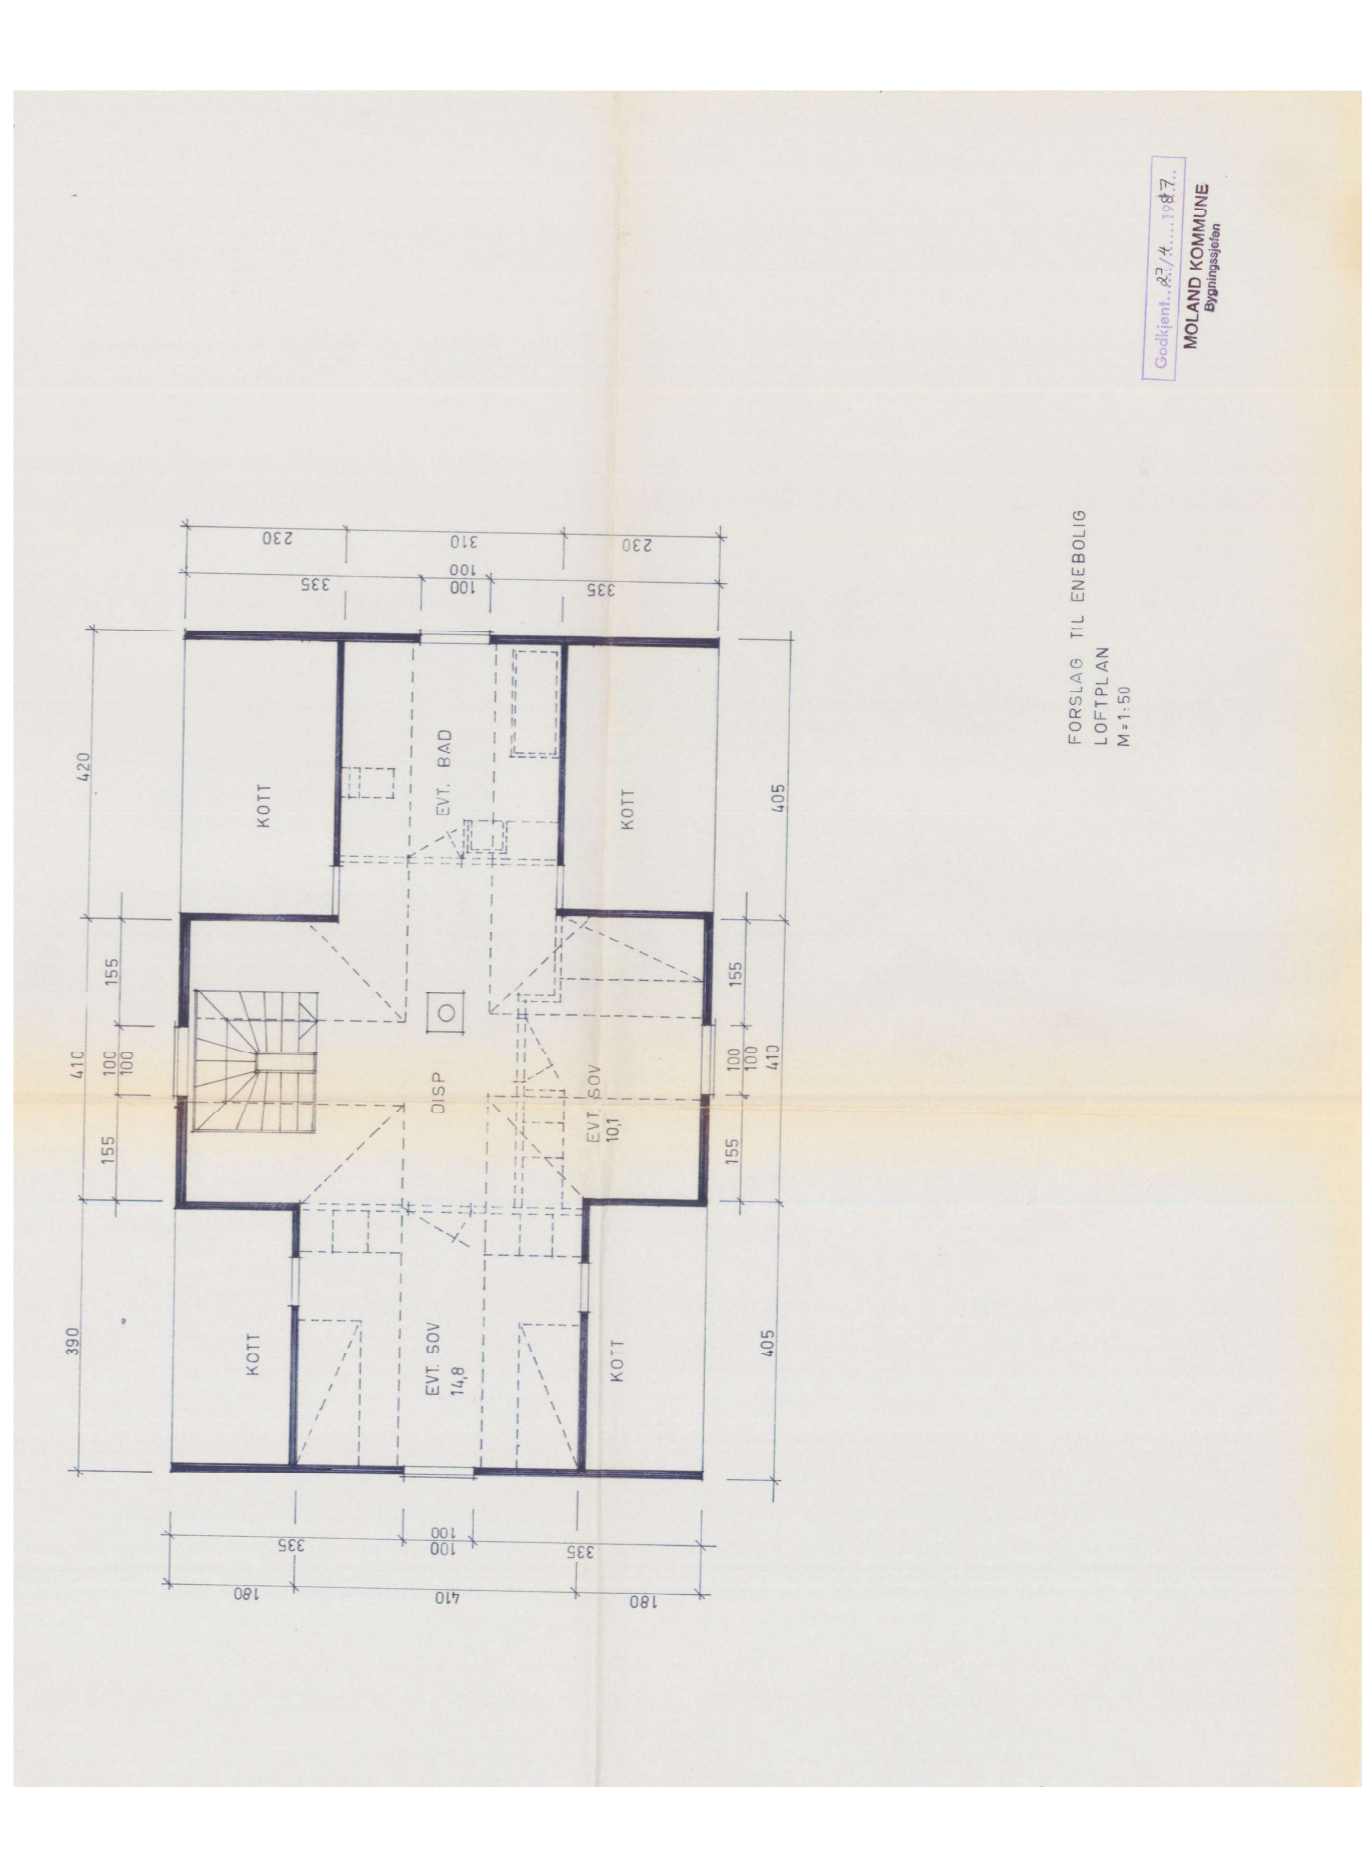 Godkjent 27/4 1987
MOLAND KOMMUNE
Bygningssjefen
FORSLAG TIL ENEBOLIG
LOFTPLAN
M=1:50
230
310
230
335
100
100
335
420
405
KOTT
EVT. BAD
KOTT
155
155
410
100
100
DISP
EVT. SOV
10,1
100
100
410
155
155
390
KOTT
EVT. SOV
14,8
KOTT
405
335
100
100
335
180
410
180